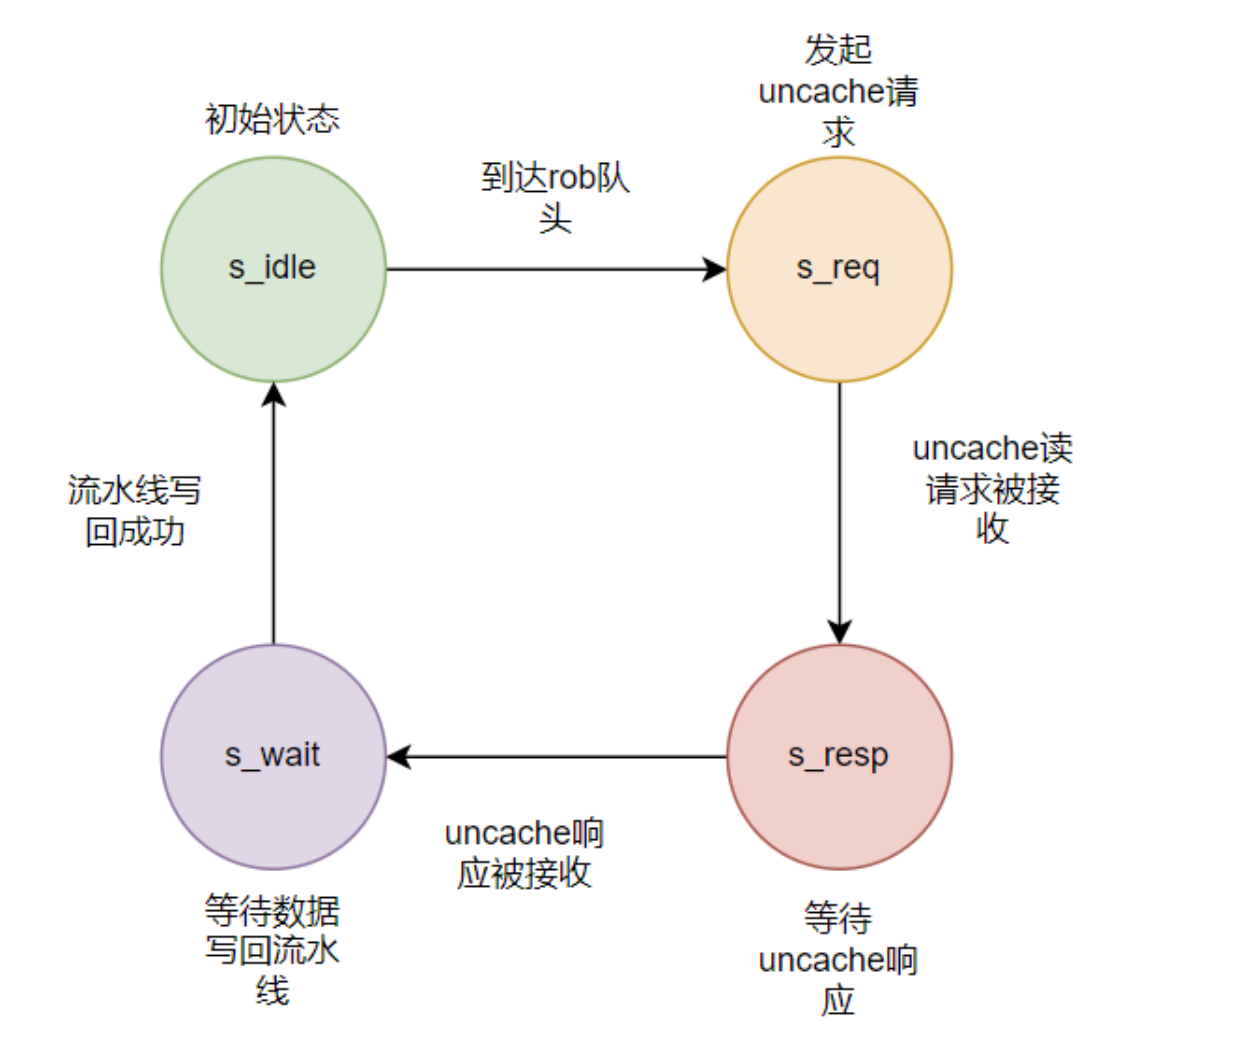 发起
uncache请
求
初始状态
到达rob队
头
s_idle
s_req
uncache读
请求被接
收
流水线写
回成功
s_wait
s_resp
uncache响
应被接收
等待数据
写回流水
线
等待
uncache响
应